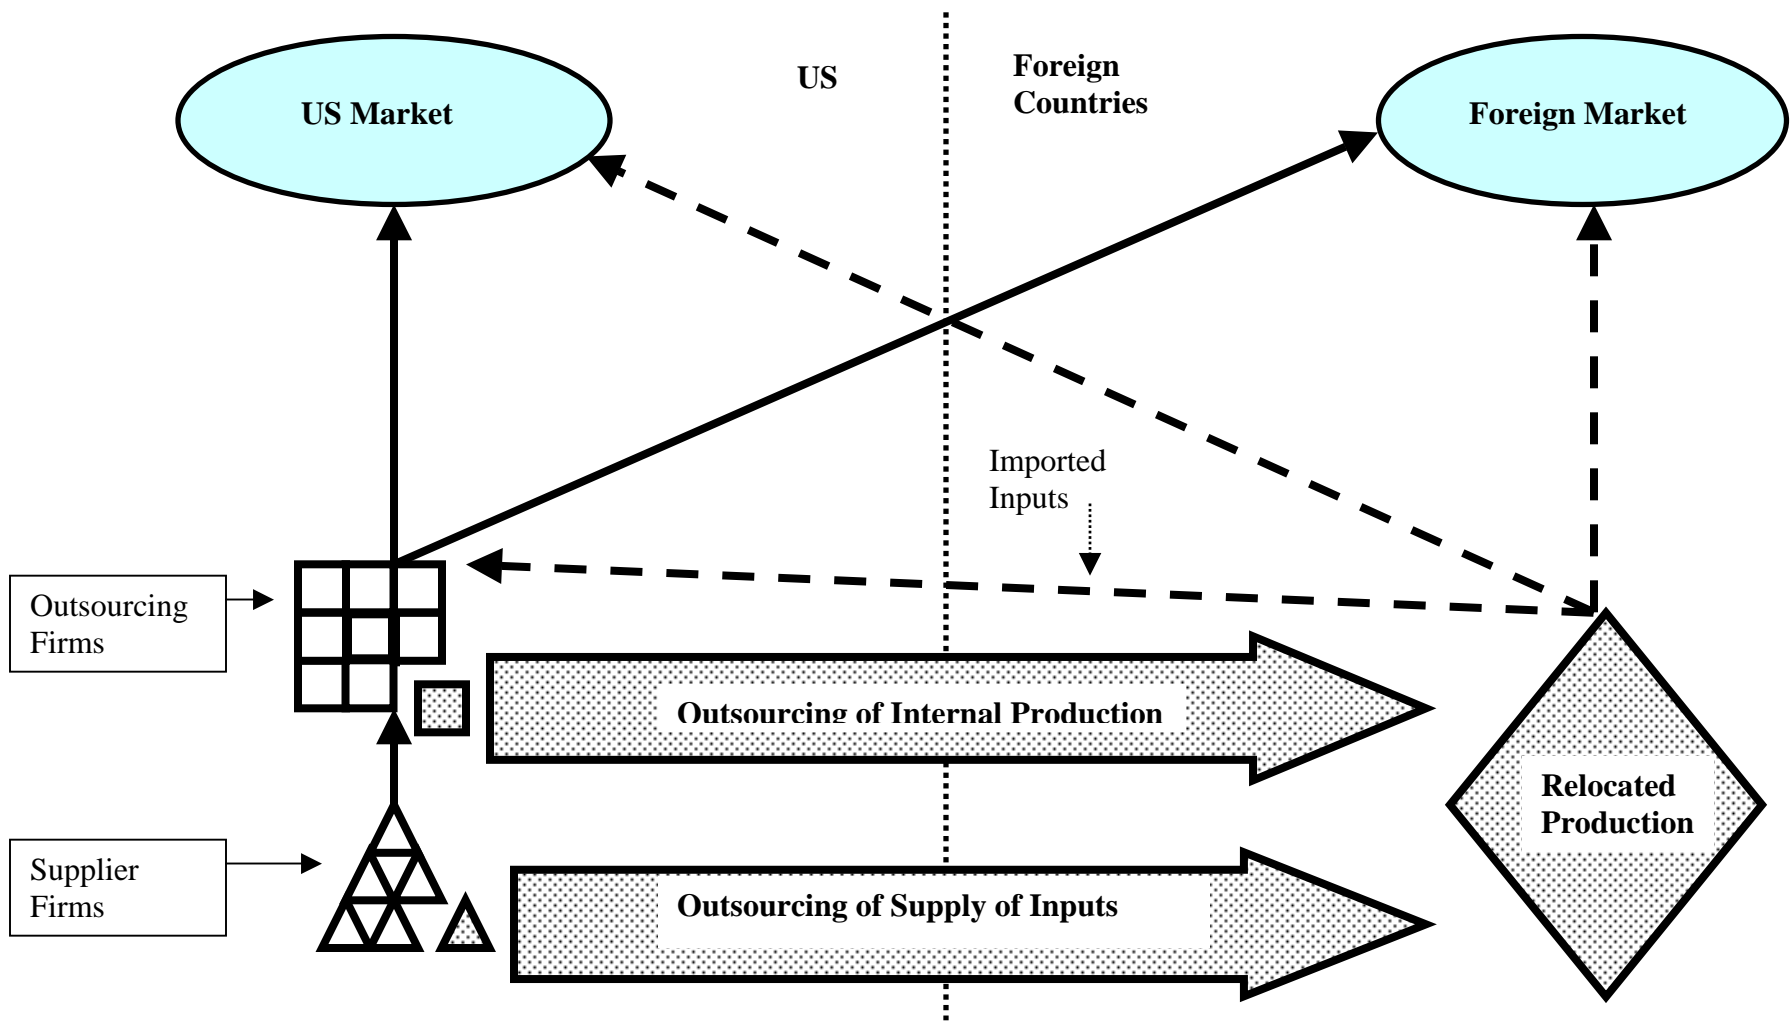 US Market
US
Foreign
Countries
Foreign Market
Imported
Inputs
Outsourcing
Firms
Outsourcing of Internal Production
Relocated
Production
Supplier
Firms
Outsourcing of Supply of Inputs